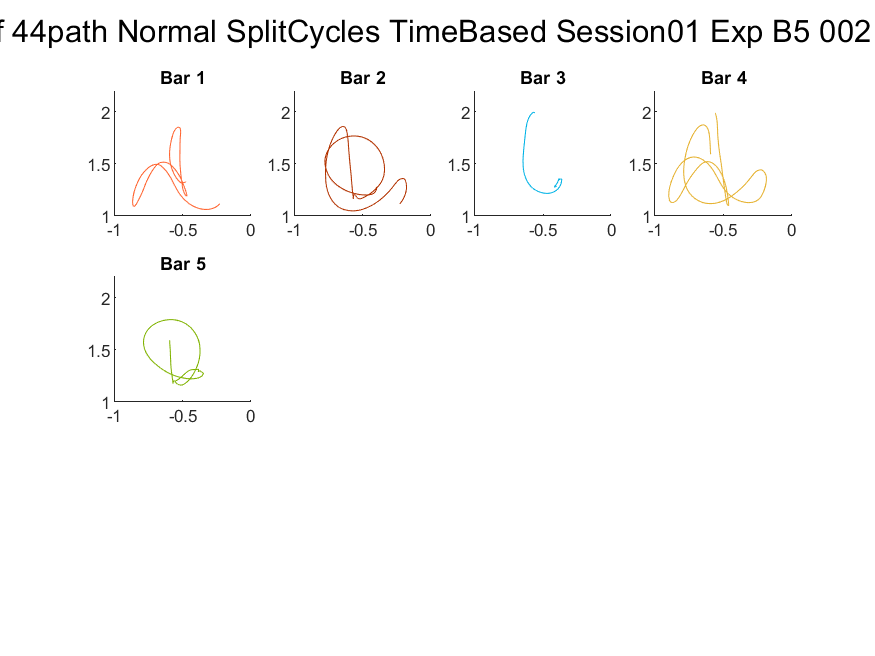 f 44path Normal SplitCycles TimeBased Session01 Exp B5 002
Bar 1 Bar 2 Bar 3 Bar 4
2 2 2 2
1.5 1.5 1.5 1.5
1 1 1 1
-1 -0.5 0 -1 -0.5 0 -1 -0.5 0 -1 -0.5 0
Bar 5
2
1.5
1
-1 -0.5 0